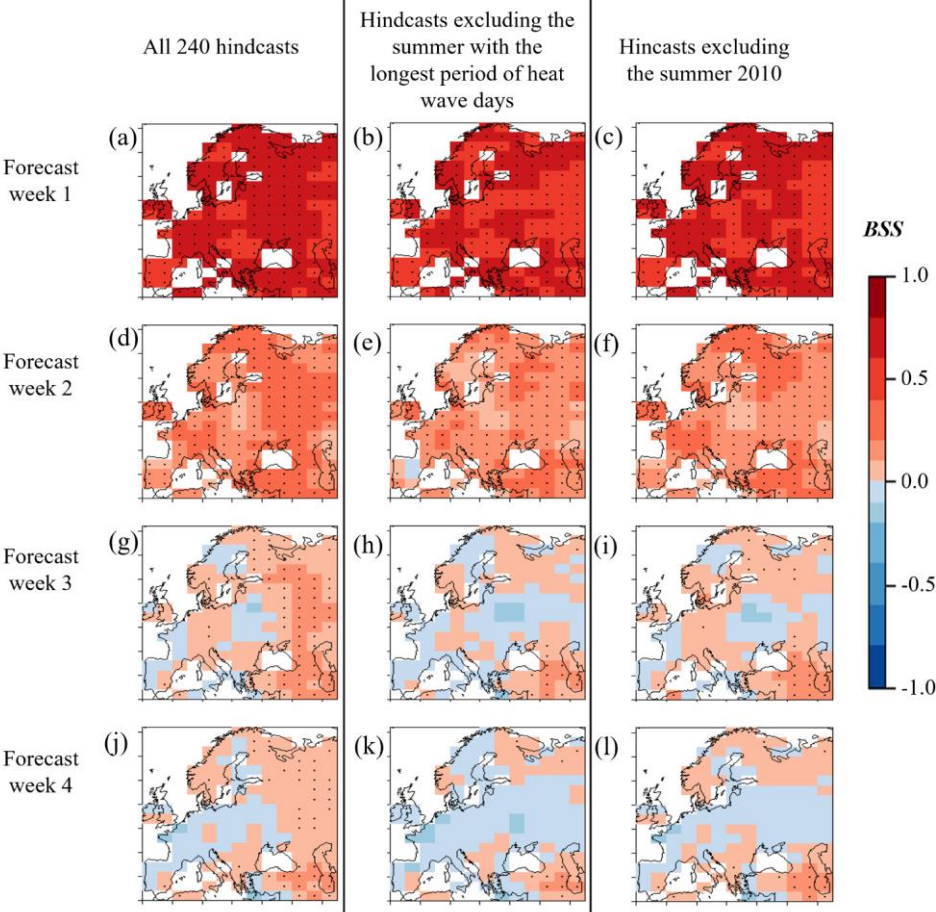 All 240 hindcasts
Hindcasts excluding the
summer with the
longest period of heat
wave days
Hincasts excluding
the summer 2010
Forecast
week 1
(a)
(b)
(c)
Forecast
week 2
(d)
(e)
(f)
Forecast
week 3
(g)
(h)
(i)
Forecast
week 4
(j)
(k)
(l)
BSS
1.0
0.5
0.0
-0.5
-1.0